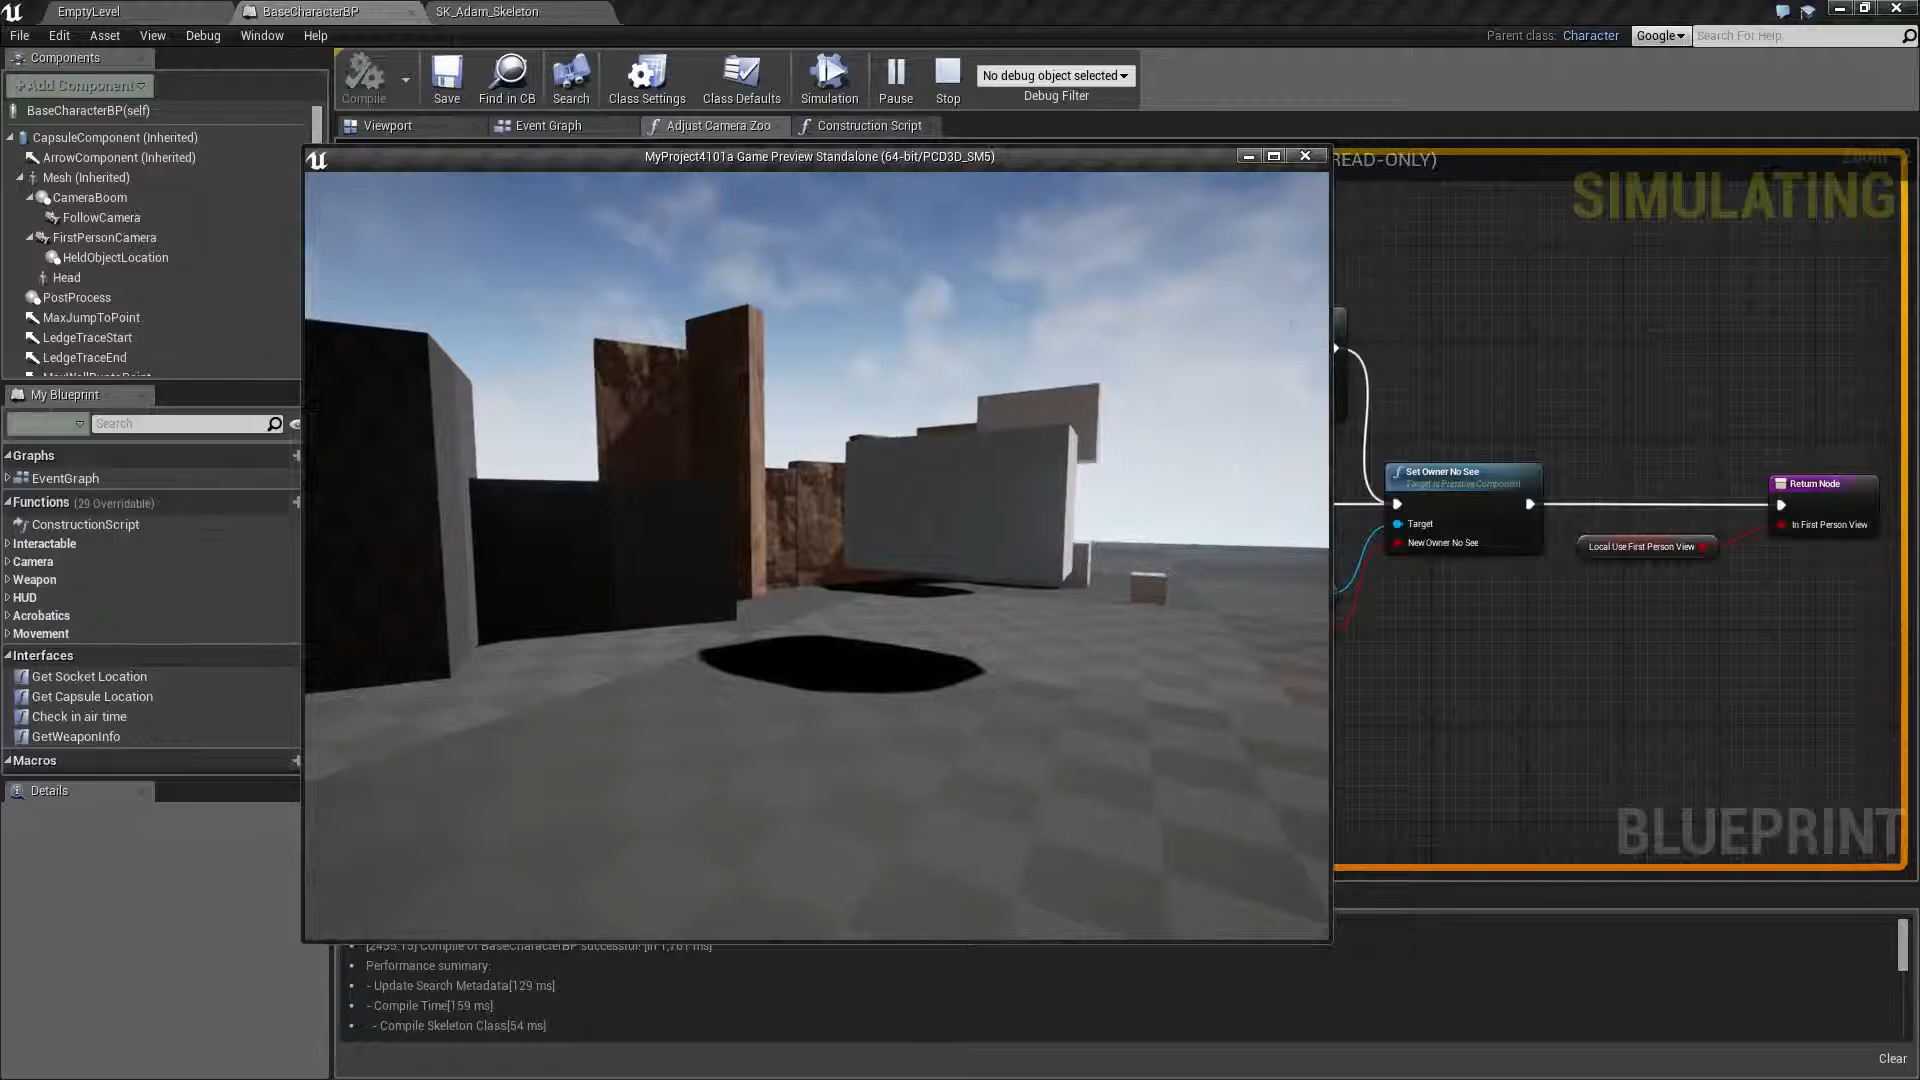 EmptyLevel
BaseCharacterBP
SK_Adam_Skeleton
File Edit Asset View Debug Window Help
Parent class: Character
Google
Search For Help
Components
+Add Component
BaseCharacterBP(self)
CapsuleComponent (Inherited)
ArrowComponent (Inherited)
Mesh (Inherited)
CameraBoom
FollowCamera
FirstPersonCamera
HeldObjectLocation
Head
PostProcess
MaxJumpToPoint
LedgeTraceStart
LedgeTraceEnd
Compile
Save
Find in CB
Search
Class Settings
Class Defaults
Simulation
Pause
Stop
No debug object selected
Debug Filter
Viewport
Event Graph
Adjust Camera Zoo
Construction Script
MyProject4101a Game Preview Standalone (64-bit/PCD3D_SM5)
READ-ONLY)
SIMULATING
My Blueprint
Search
Graphs
EventGraph
Functions (29 Overridable)
ConstructionScript
Interactable
Camera
Weapon
HUD
Acrobatics
Movement
Interfaces
Get Socket Location
Get Capsule Location
Check in air time
GetWeaponInfo
Macros
Details
Set Owner No See
Target is Primitive Component
Target
New Owner No See
Local Use First Person View
Return Node
In First Person View
BLUEPRINT
[2455.15] Compile of BaseCharacterBP successful! [in 1,761 ms]
Performance summary:
- Update Search Metadata[129 ms]
- Compile Time[159 ms]
- Compile Skeleton Class[54 ms]
Clear